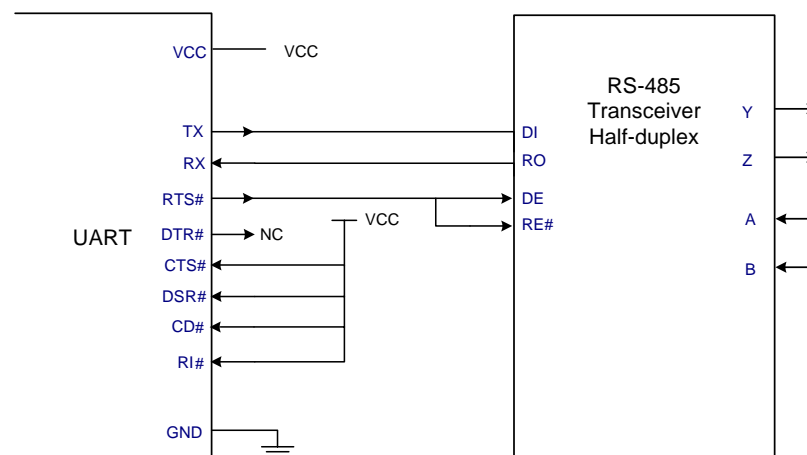 VCC
VCC
RS-485
Transceiver
Half-duplex
Y
TX
DI
RX
RO
Z
RTS#
DE
VCC
A
RE#
UART
DTR#
NC
CTS#
B
DSR#
CD#
RI#
GND